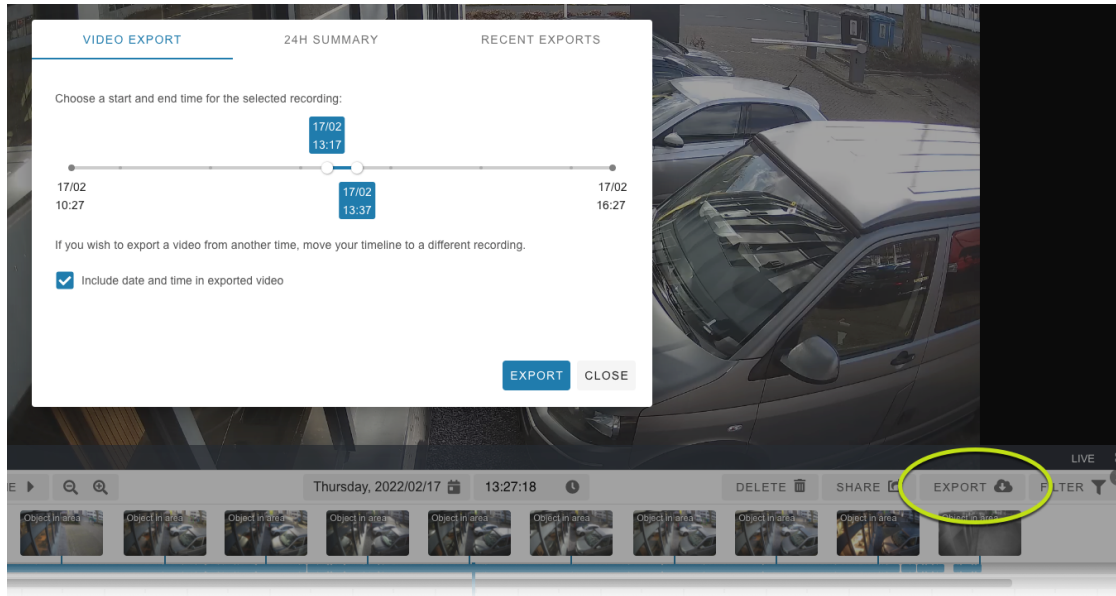 VIDEO EXPORT
24H SUMMARY
RECENT EXPORTS
Choose a start and end time for the selected recording:
17/02
13:17
17/02
10:27
17/02
13:37
17/02
16:27
If you wish to export a video from another time, move your timeline to a different recording.
Include date and time in exported video
EXPORT
CLOSE
LIVE
E
Thursday, 2022/02/17
13:27:18
DELETE
SHARE
EXPORT
FILTER
Object in area
Object in area
Object in area
Object in area
Object in area
Object in area
Object in area
Object in area
Object in area
Object in area